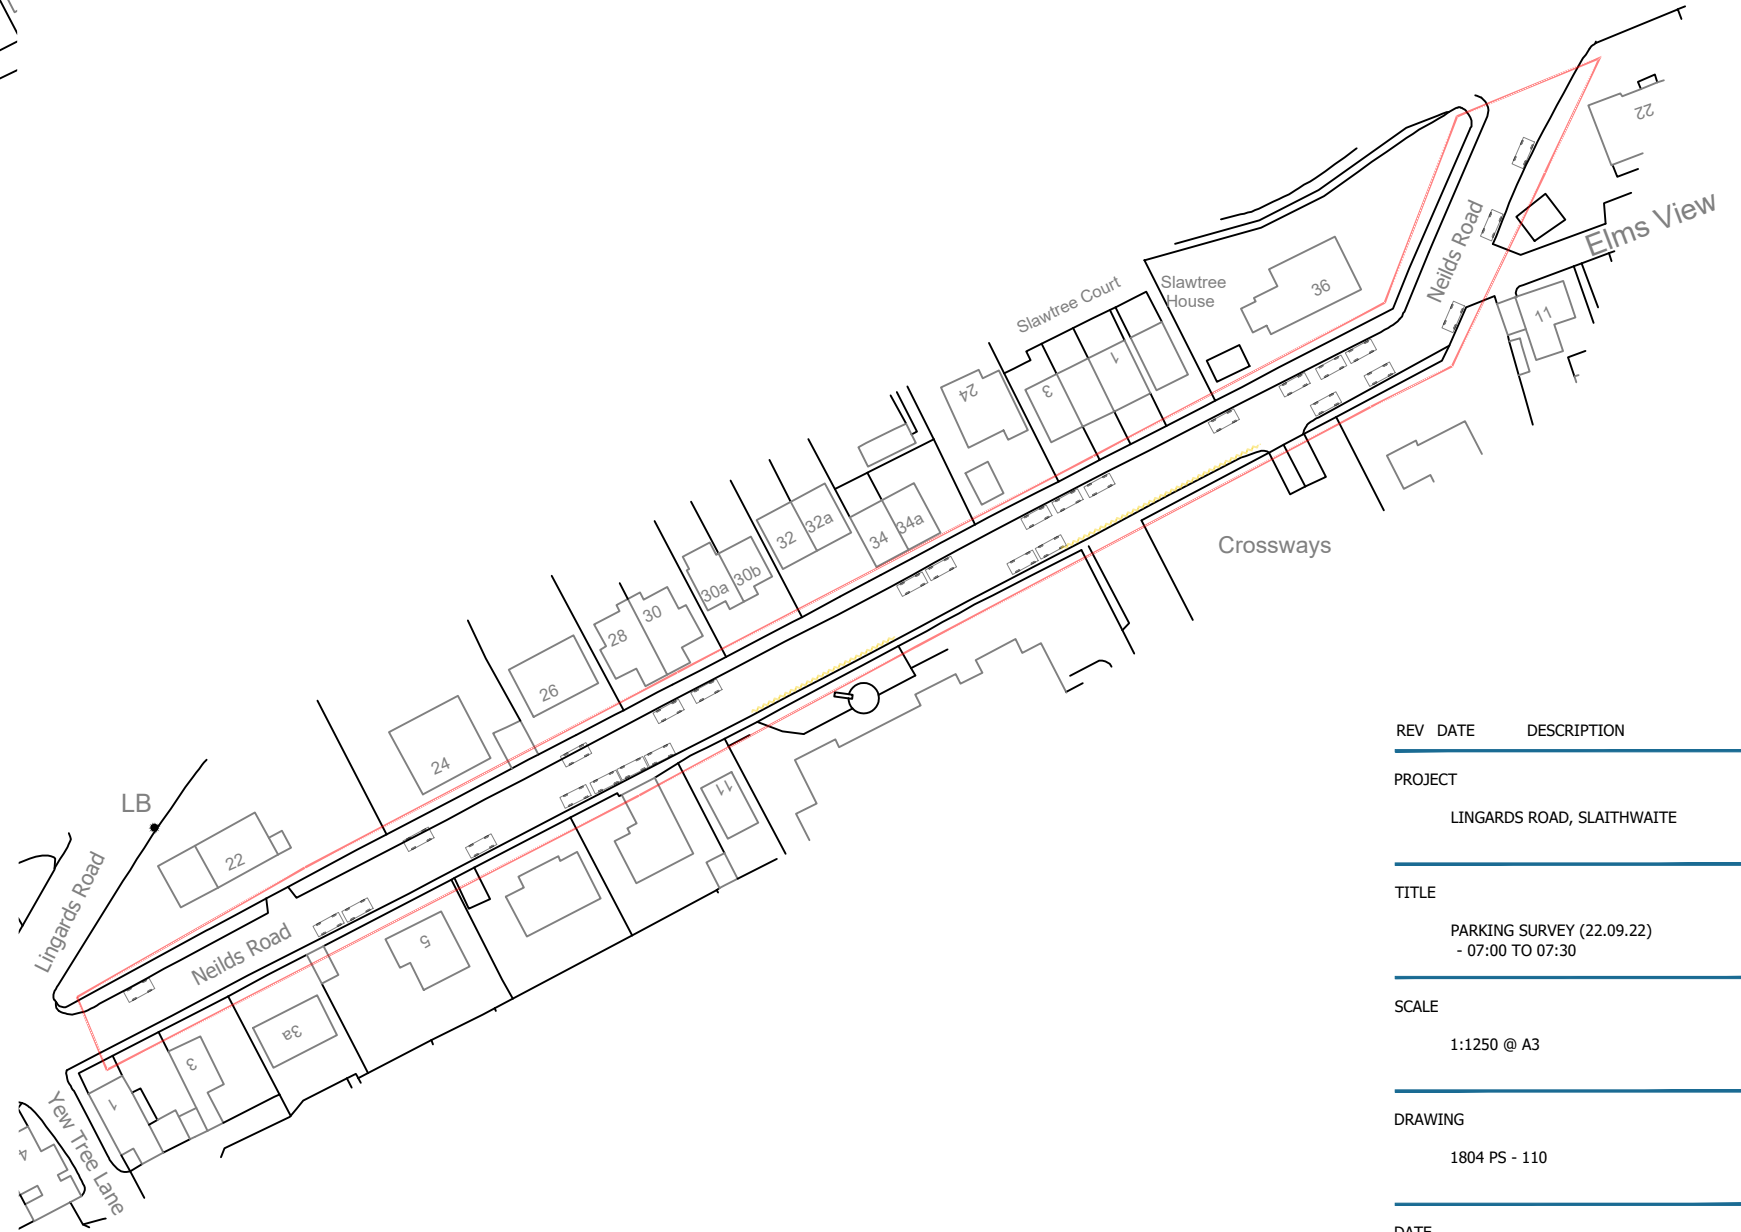 22
Elms View
Neilds Road
11
36
Slawtree
House
Slawtree Court
1
3
24
34a
34
32a
32
30b
30a
30
28
26
24
22
LB
Lingards Road
Neilds Road
Crossways
11
5
3a
3
1
4
Yew Tree Lane
REV DATE DESCRIPTION
PROJECT
LINGARDS ROAD, SLAITHWAITE
TITLE
PARKING SURVEY (22.09.22)
- 07:00 TO 07:30
SCALE
1:1250 @ A3
DRAWING
1804 PS - 110
DATE